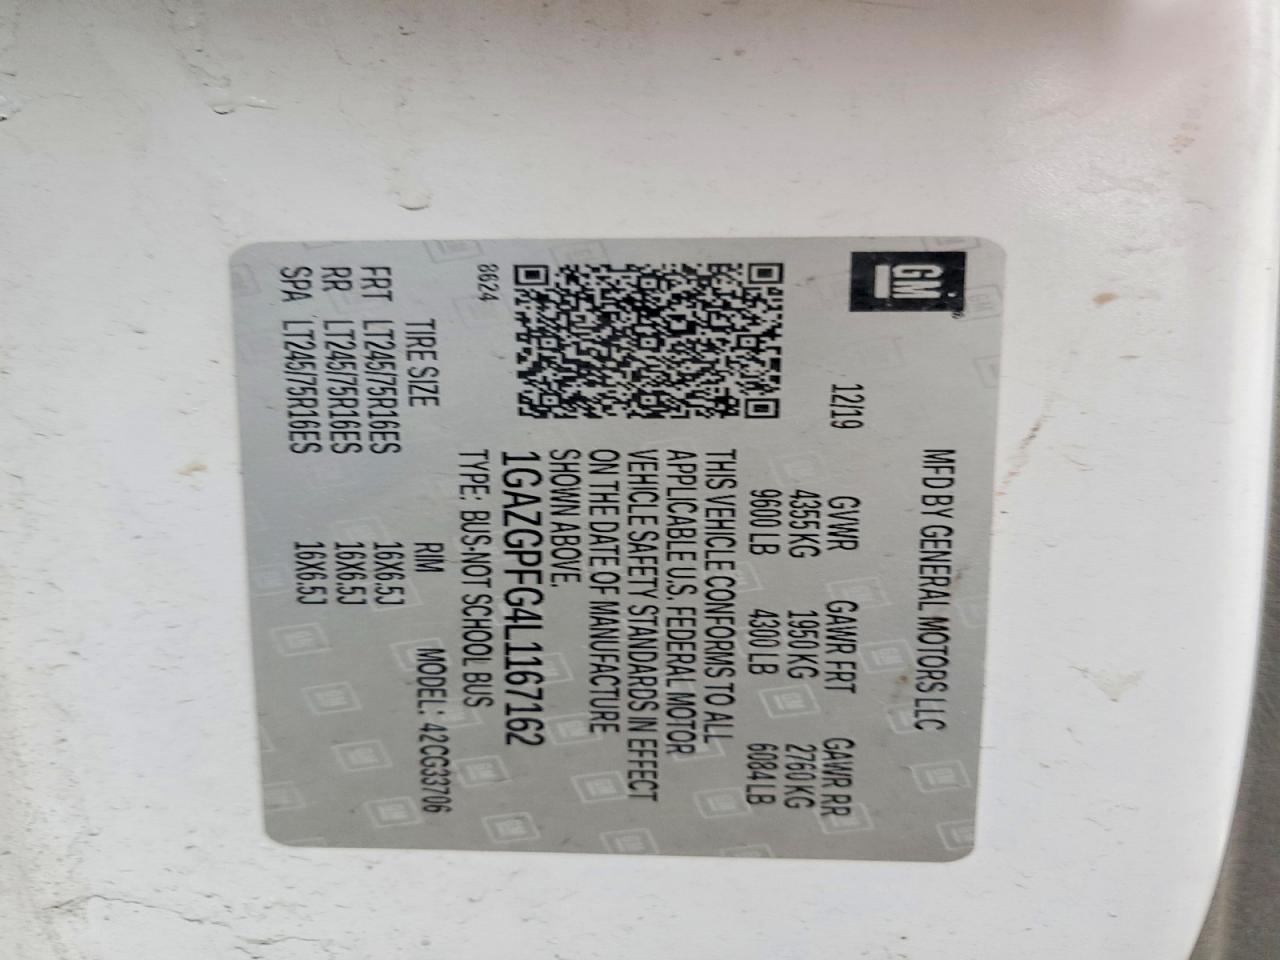 GM
MFD BY GENERAL MOTORS LLC
12/19 GVWR GAWR FRT GAWR RR
4355 KG 1950 KG 2760 KG
9600 LB 4300 LB 6084 LB
THIS VEHICLE CONFORMS TO ALL
APPLICABLE U.S. FEDERAL MOTOR
VEHICLE SAFETY STANDARDS IN EFFECT
ON THE DATE OF MANUFACTURE
SHOWN ABOVE.
1GAZGPFG4L1167162
8624 TYPE: BUS-NOT SCHOOL BUS
TIRE SIZE RIM MODEL: 42CG33706
FRT LT245/75R16ES 16X6.5J
RR LT245/75R16ES 16X6.5J
SPA LT245/75R16ES 16X6.5J